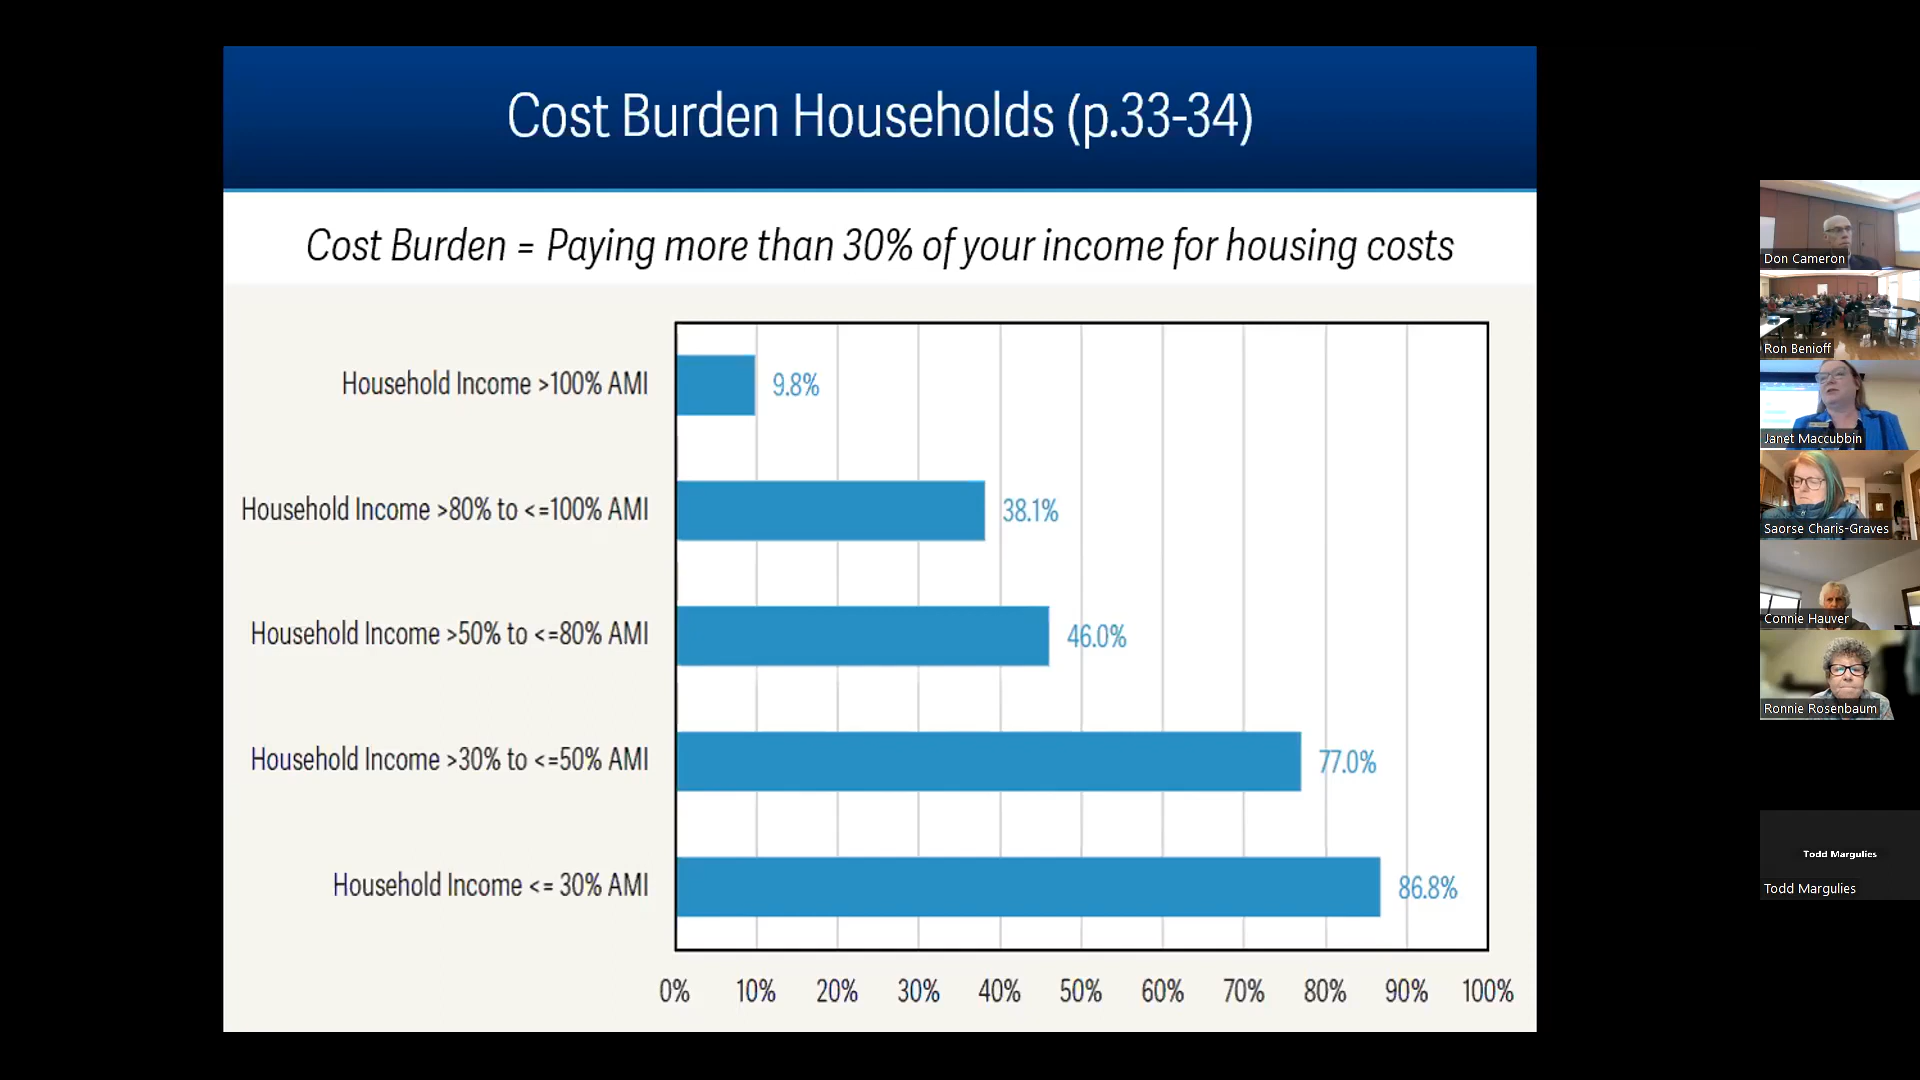 Cost Burden Households (p.33-34)
Cost Burden = Paying more than 30% of your income for housing costs
Household Income >100% AMI
9.8%
Household Income >80% to <=100% AMI
38.1%
Household Income >50% to <=80% AMI
46.0%
Household Income >30% to <=50% AMI
77.0%
Household Income <= 30% AMI
86.8%
0% 10% 20% 30% 40% 50% 60% 70% 80% 90% 100%
Don Cameron
Ron Benioff
Janet Maccubbin
Saorse Charis-Graves
Connie Hauver
Ronnie Rosenbaum
Todd Margulies
Todd Margulies